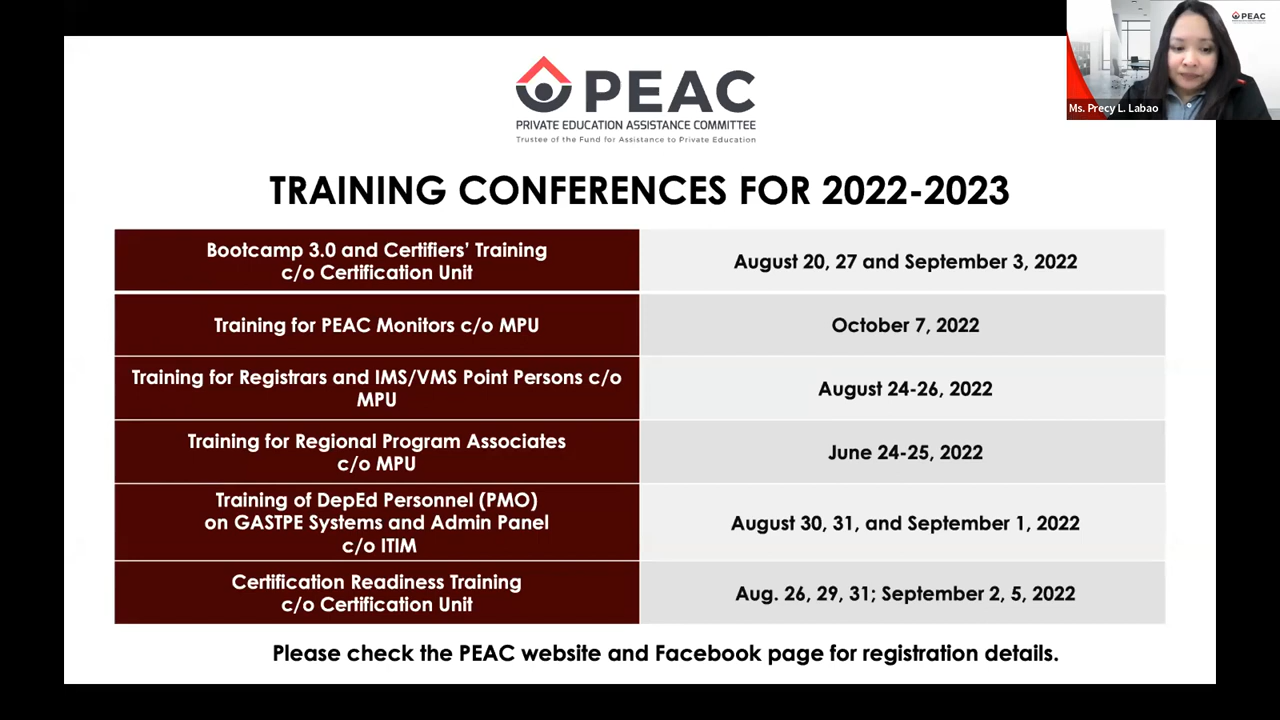 PEAC
Ms. Precy L. Labao
PEAC
PRIVATE EDUCATION ASSISTANCE COMMITTEE
Trustee of the Fund for Assistance to Private Education
TRAINING CONFERENCES FOR 2022-2023
Bootcamp 3.0 and Certifiers’ Training
c/o Certification Unit
August 20, 27 and September 3, 2022
Training for PEAC Monitors c/o MPU
October 7, 2022
Training for Registrars and IMS/VMS Point Persons c/o
MPU
August 24-26, 2022
Training for Regional Program Associates
c/o MPU
June 24-25, 2022
Training of DepEd Personnel (PMO)
on GASTPE Systems and Admin Panel
c/o ITIM
August 30, 31, and September 1, 2022
Certification Readiness Training
c/o Certification Unit
Aug. 26, 29, 31; September 2, 5, 2022
Please check the PEAC website and Facebook page for registration details.